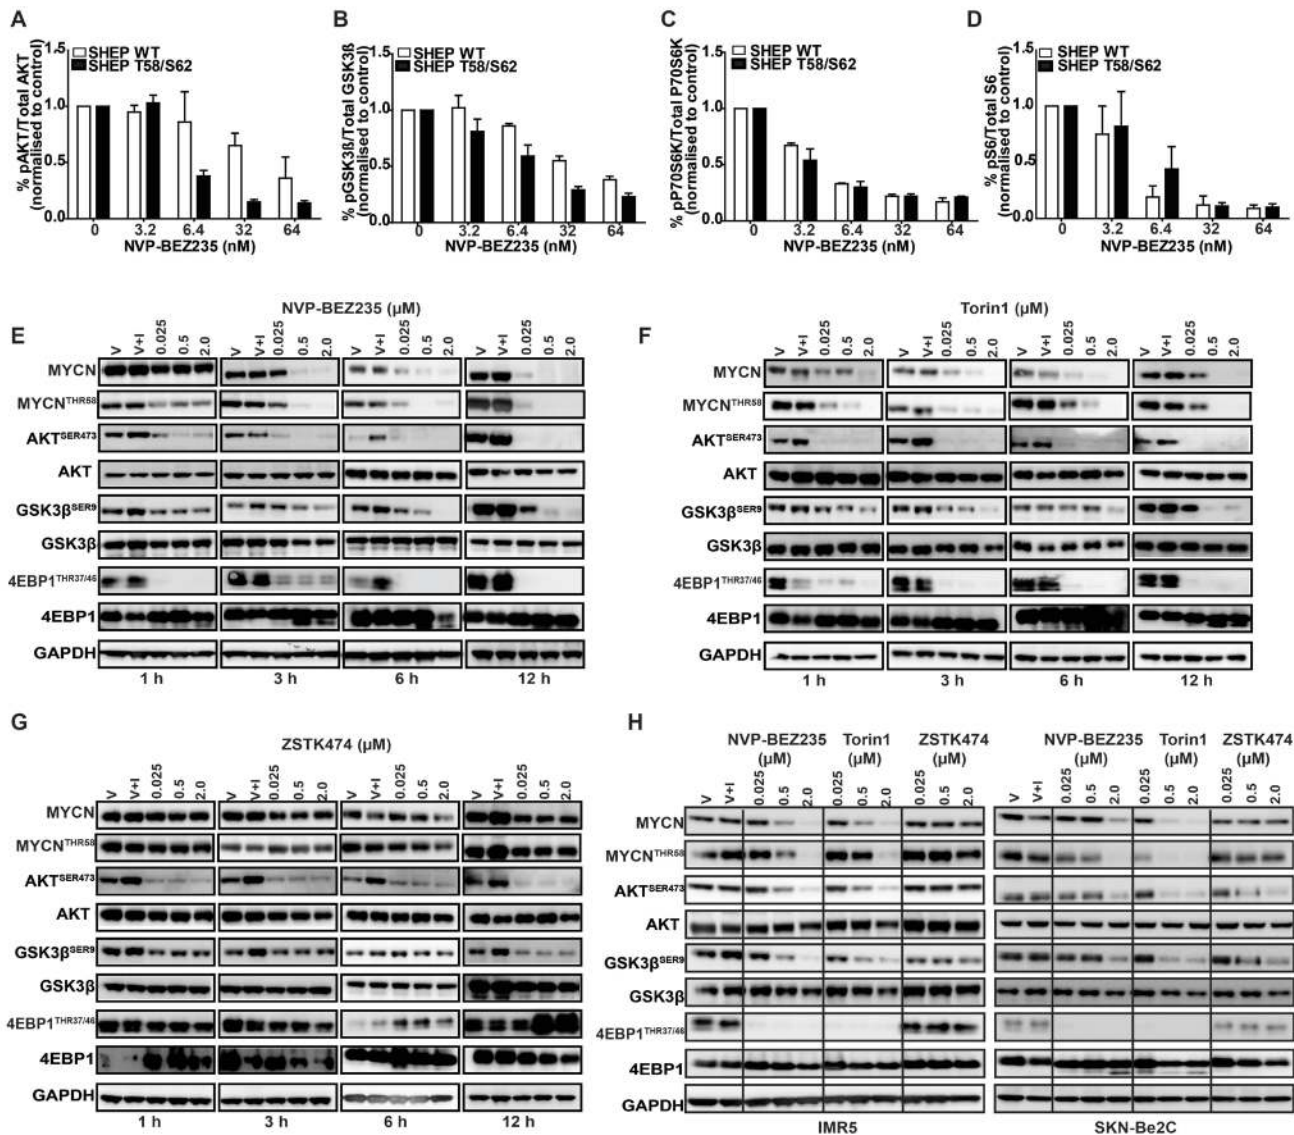 A
1.5
1.0
0.5
0.0
% pAKT/Total AKT
(normalised to control)
SHEP WT
SHEP T58/S62
0 3.2 6.4 32 64
NVP-BEZ235 (nM)
B
1.5
1.0
0.5
0.0
% pGSK3ß/Total GSK3ß
(normalised to control)
SHEP WT
SHEP T58/S62
0 3.2 6.4 32 64
NVP-BEZ235 (nM)
C
1.5
1.0
0.5
0.0
% pP70S6K/Total P70S6K
(normalised to control)
SHEP WT
SHEP T58/S62
0 3.2 6.4 32 64
NVP-BEZ235 (nM)
D
1.5
1.0
0.5
0.0
% pS6/Total S6
(normalised to control)
SHEP WT
SHEP T58/S62
0 3.2 6.4 32 64
NVP-BEZ235 (nM)
E
NVP-BEZ235 (µM)
V V+I 0.025 0.5 2.0 V V+I 0.025 0.5 2.0 V V+I 0.025 0.5 2.0 V V+I 0.025 0.5 2.0
MYCN
MYCN THR58
AKT SER473
AKT
GSK3β SER9
GSK3β
4EBP1 THR37/46
4EBP1
GAPDH
1 h 3 h 6 h 12 h
F
Torin1 (µM)
V V+I 0.025 0.5 2.0 V V+I 0.025 0.5 2.0 V V+I 0.025 0.5 2.0 V V+I 0.025 0.5 2.0
MYCN
MYCN THR58
AKT SER473
AKT
GSK3β SER9
GSK3β
4EBP1 THR37/46
4EBP1
GAPDH
1 h 3 h 6 h 12 h
G
ZSTK474 (µM)
V V+I 0.025 0.5 2.0 V V+I 0.025 0.5 2.0 V V+I 0.025 0.5 2.0 V V+I 0.025 0.5 2.0
MYCN
MYCN THR58
AKT SER473
AKT
GSK3β SER9
GSK3β
4EBP1 THR37/46
4EBP1
GAPDH
1 h 3 h 6 h 12 h
H
NVP-BEZ235 Torin1 ZSTK474 NVP-BEZ235 Torin1 ZSTK474
(µM) (µM) (µM) (µM) (µM) (µM)
V V+I 0.025 0.5 2.0 0.025 0.5 2.0 0.025 0.5 2.0 V V+I 0.025 0.5 2.0 0.025 0.5 2.0 0.025 0.5 2.0
MYCN
MYCN THR58
AKT SER473
AKT
GSK3β SER9
GSK3β
4EBP1 THR37/46
4EBP1
GAPDH
IMR5 SKN-Be2C